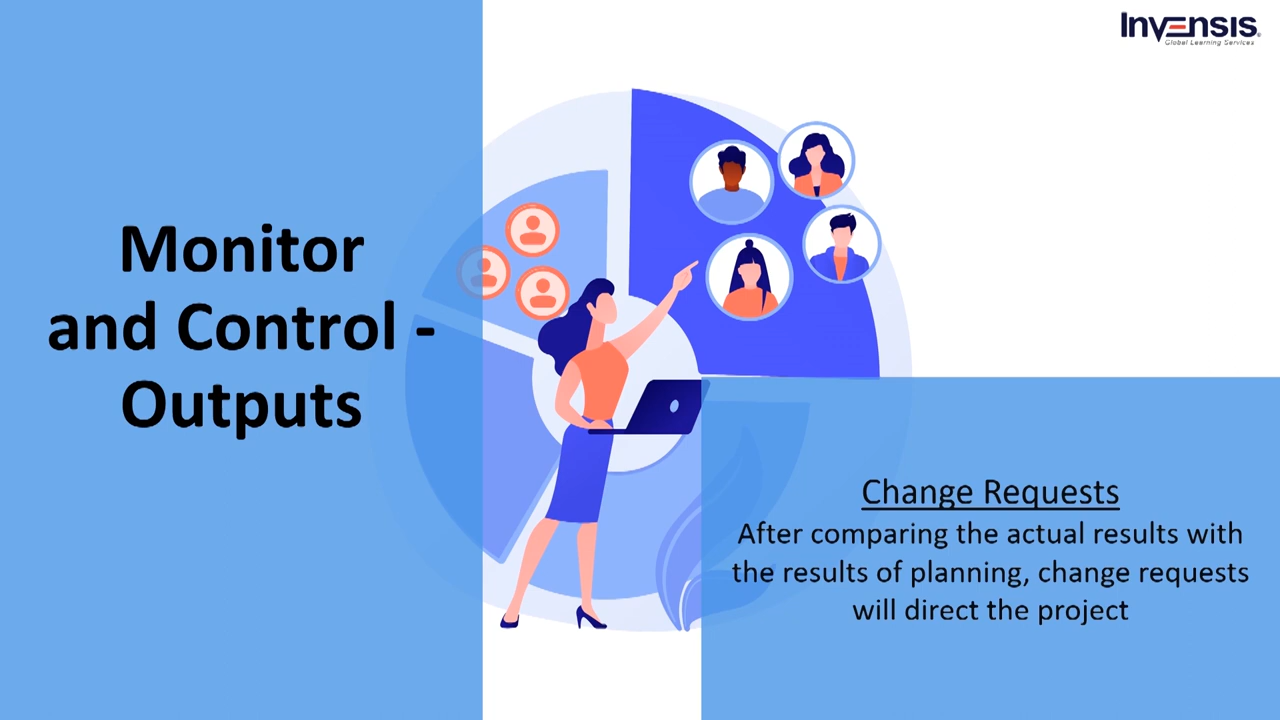 Invensis
Global Learning Services
Monitor
and Control -
Outputs
Change Requests
After comparing the actual results with
the results of planning, change requests
will direct the project